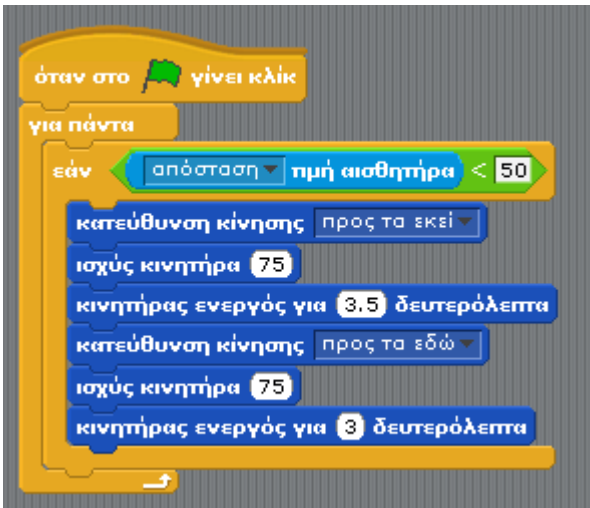 όταν στο γίνει κλίκ
για πάντα
εάν απόσταση τιμή αισθητήρα < 50
κατεύθυνση κίνησης προς τα εκεί
ισχύς κινητήρα 75
κινητήρας ενεργός για 3.5 δευτερόλεπτα
κατεύθυνση κίνησης προς τα εδώ
ισχύς κινητήρα 75
κινητήρας ενεργός για 3 δευτερόλεπτα